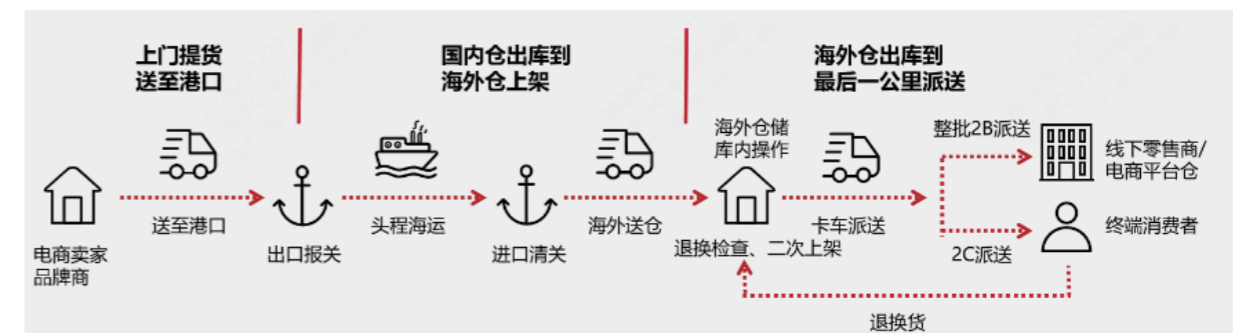 上门提货
送至港口
国内仓出库到
海外仓上架
海外仓出库到
最后一公里派送
电商卖家
品牌商
送至港口
出口报关
头程海运
进口清关
海外送仓
海外仓储
库内操作
退换检查、二次上架
卡车派送
整批2B派送
线下零售商/
电商平台仓
2C派送
终端消费者
退换货